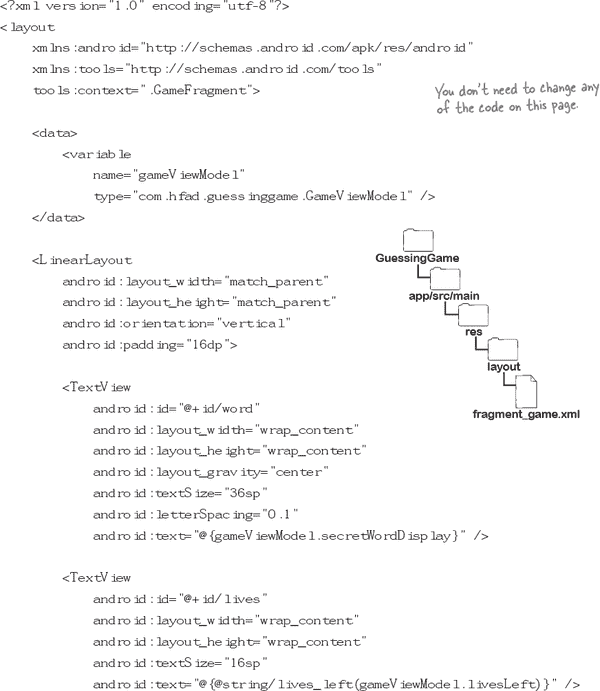 <?xml version="1.0" encoding="utf-8"?>
<layout
xmlns:android="http://schemas.android.com/apk/res/android"
xmlns:tools="http://schemas.android.com/tools"
tools:context=".GameFragment">
You don't need to change any
of the code on this page.
<data>
<variable
name="gameViewModel"
type="com.hfad.guessinggame.GameViewModel" />
</data>
<LinearLayout
android:layout_width="match_parent"
android:layout_height="match_parent"
android:orientation="vertical"
android:padding="16dp">
GuessingGame
app/src/main
res
layout
fragment_game.xml
<TextView
android:id="@+id/word"
android:layout_width="wrap_content"
android:layout_height="wrap_content"
android:layout_gravity="center"
android:textSize="36sp"
android:letterSpacing="0.1"
android:text="@{gameViewModel.secretWordDisplay}" />
<TextView
android:id="@+id/lives"
android:layout_width="wrap_content"
android:layout_height="wrap_content"
android:textSize="16sp"
android:text="@{@string/lives_left(gameViewModel.livesLeft)}" />